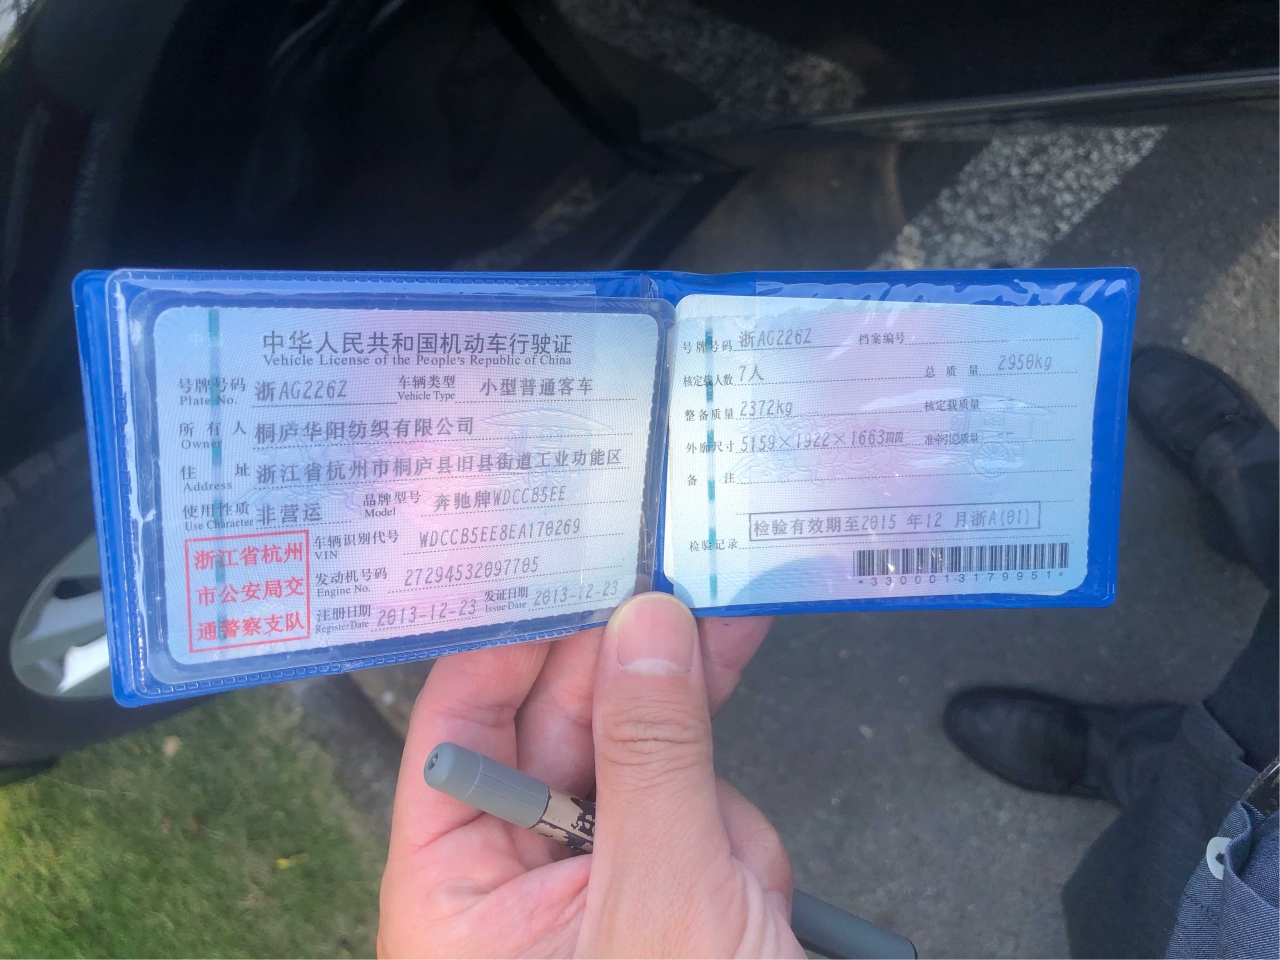 中华人民共和国机动车行驶证
Vehicle License of the People's Republic of China
号牌号码 浙AG226Z 车辆类型 小型普通客车
Plate No. Vehicle Type
所有人 桐庐华阳纺织有限公司
Owner
住址 浙江省杭州市桐庐县旧县街道工业功能区
Address
使用性质 非营运 品牌型号 奔驰牌WDCCB5EE
Use Character Model
浙江省杭州
市公安局交
通警察支队
车辆识别代号 WDCCB5EE8EA170269
VIN
发动机号码 27294532097705
Engine No.
注册日期 2013-12-23 发证日期 2013-12-23
Register Date Issue Date
号牌号码 浙AG226Z 档案编号
核定载人数 7人 总质量 2950kg
整备质量 2372kg 核定载质量
外廓尺寸 5159×1922×1663mm 准牵引总质量
备注
检验有效期至2015年12月浙A(01)
检验记录
*3300013179951*